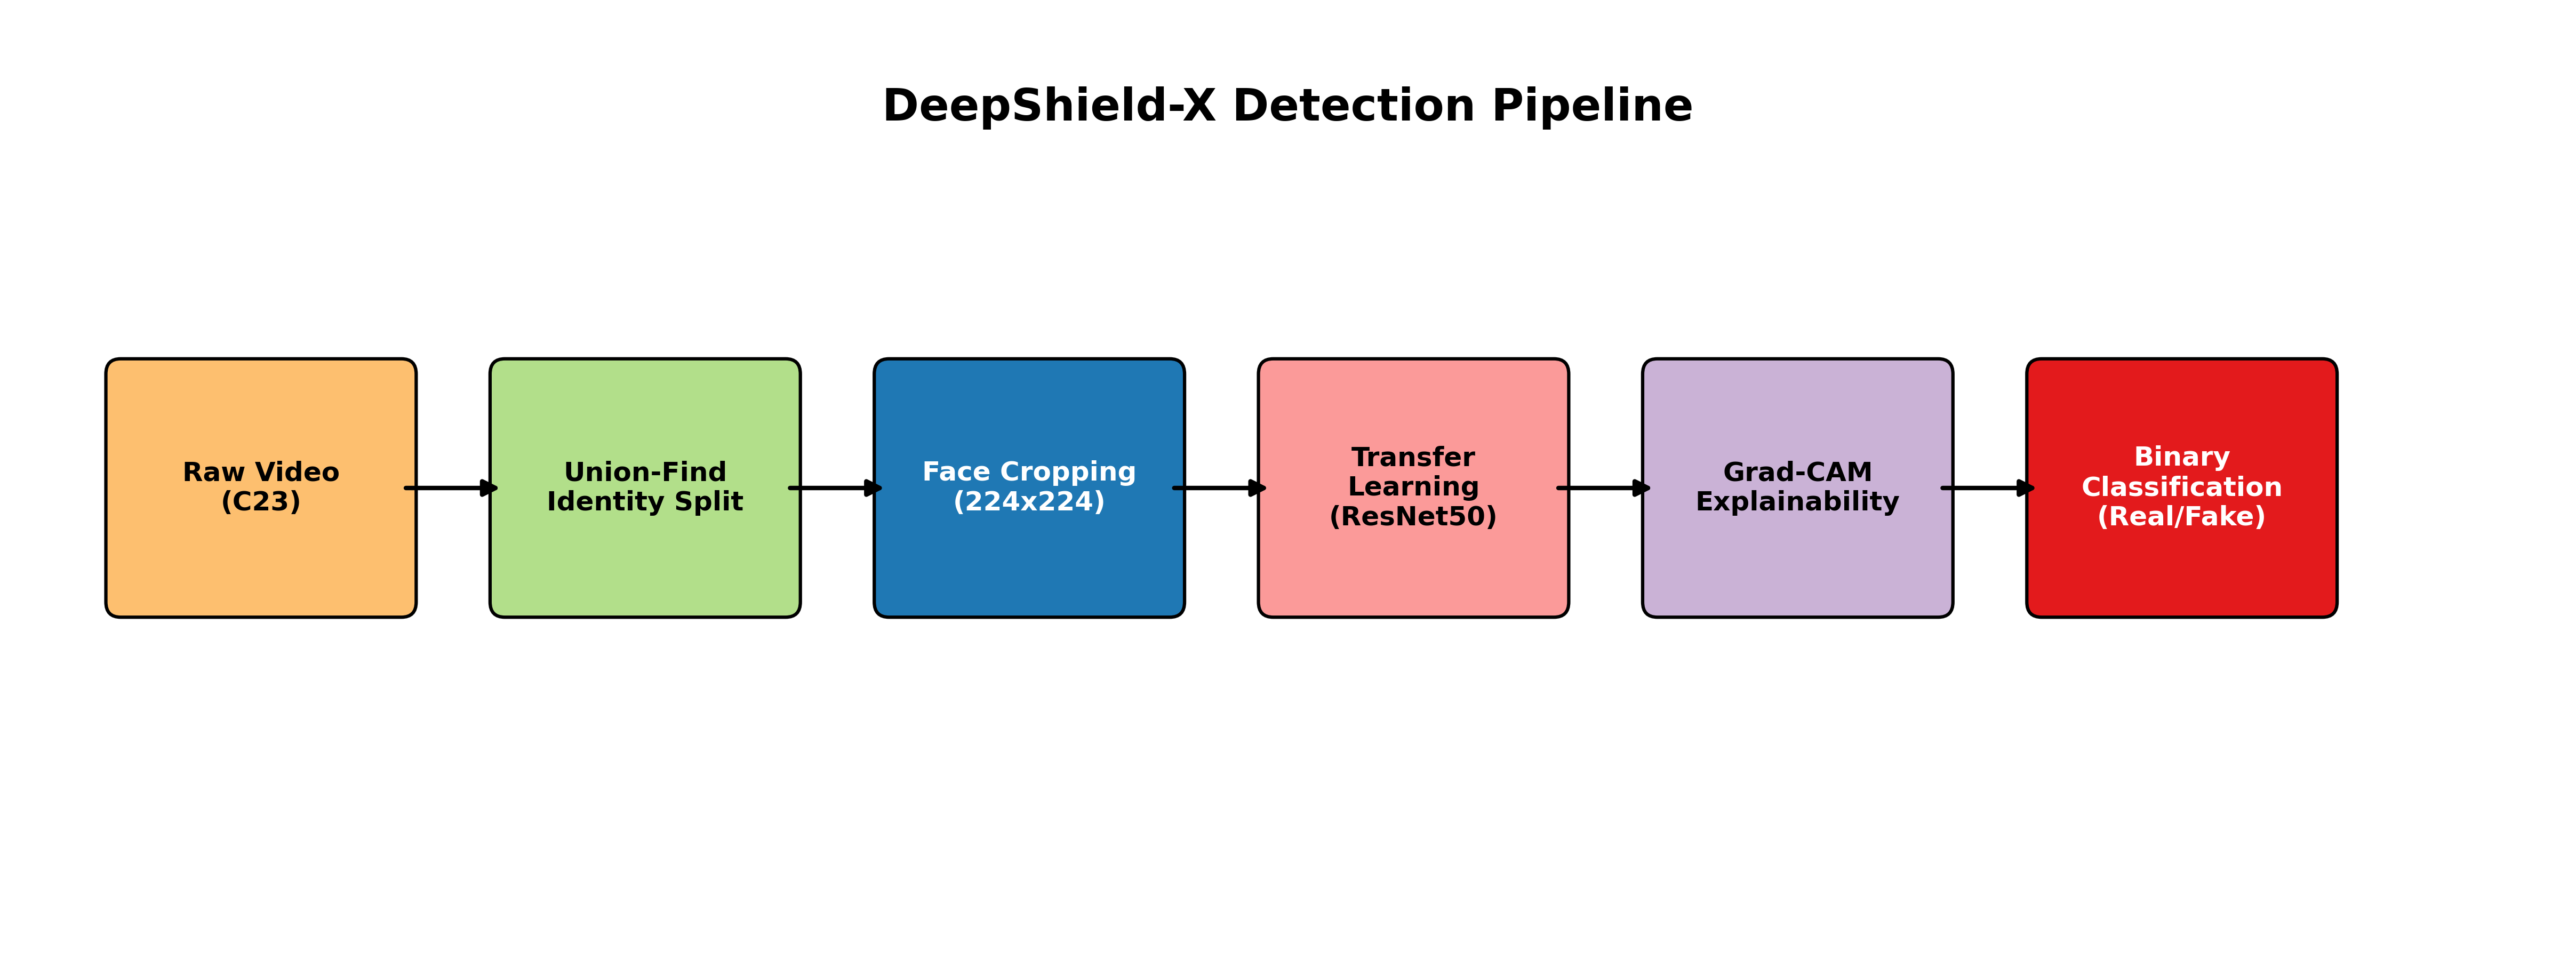 DeepShield-X Detection Pipeline
Raw Video
(C23)
Union-Find
Identity Split
Face Cropping
(224x224)
Transfer
Learning
(ResNet50)
Grad-CAM
Explainability
Binary
Classification
(Real/Fake)